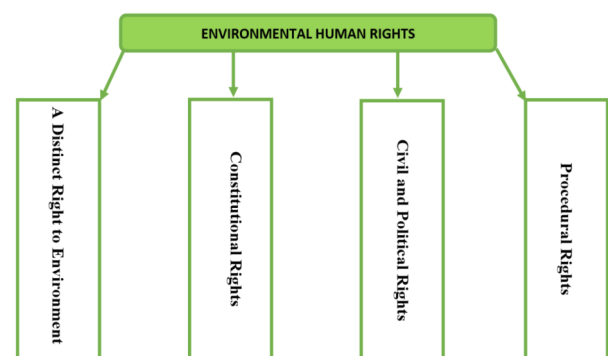 ENVIRONMENTAL HUMAN RIGHTS
A Distinct Right to Environment
Constitutional Rights
Civil and Political Rights
Procedural Rights